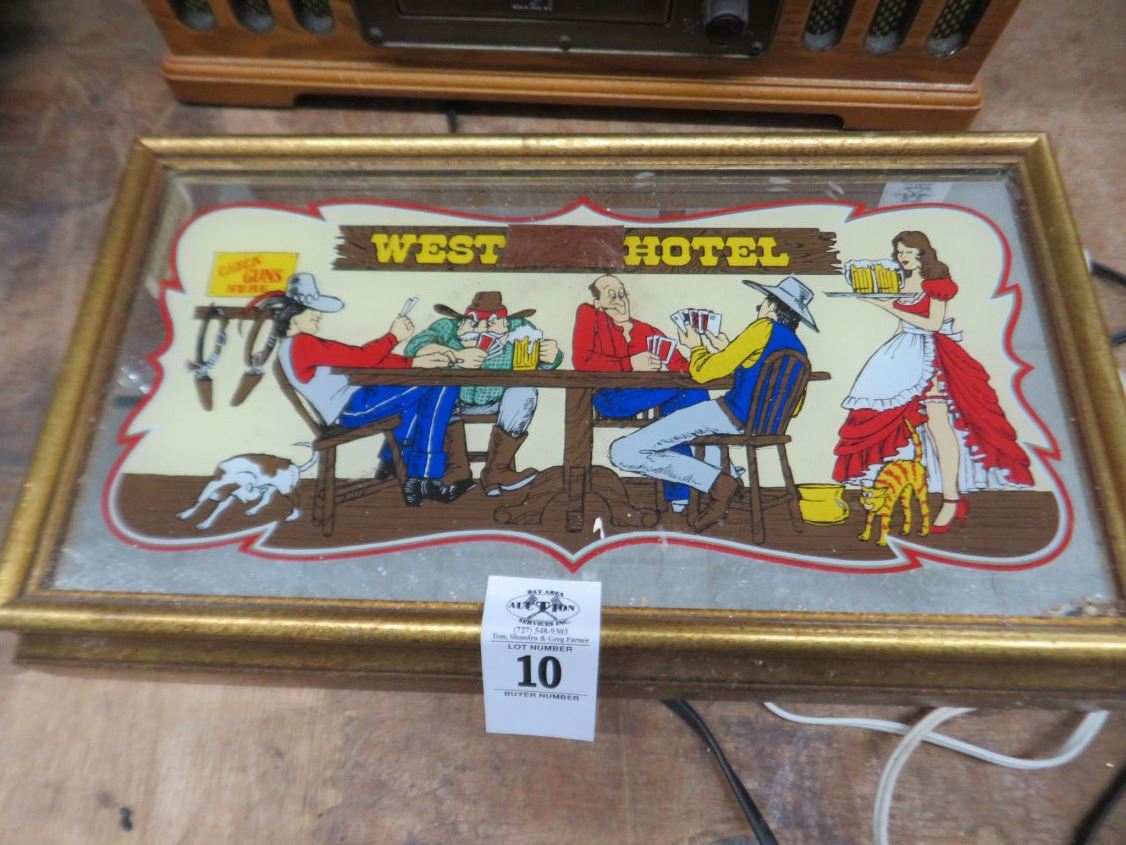 WEST HOTEL
CHECK
GUNS
HERE
BAY AREA
AUCTION
SERVICES INC.
(727) 548-9303
Tom, Shondra & Greg Farner
LOT NUMBER
10
BUYER NUMBER